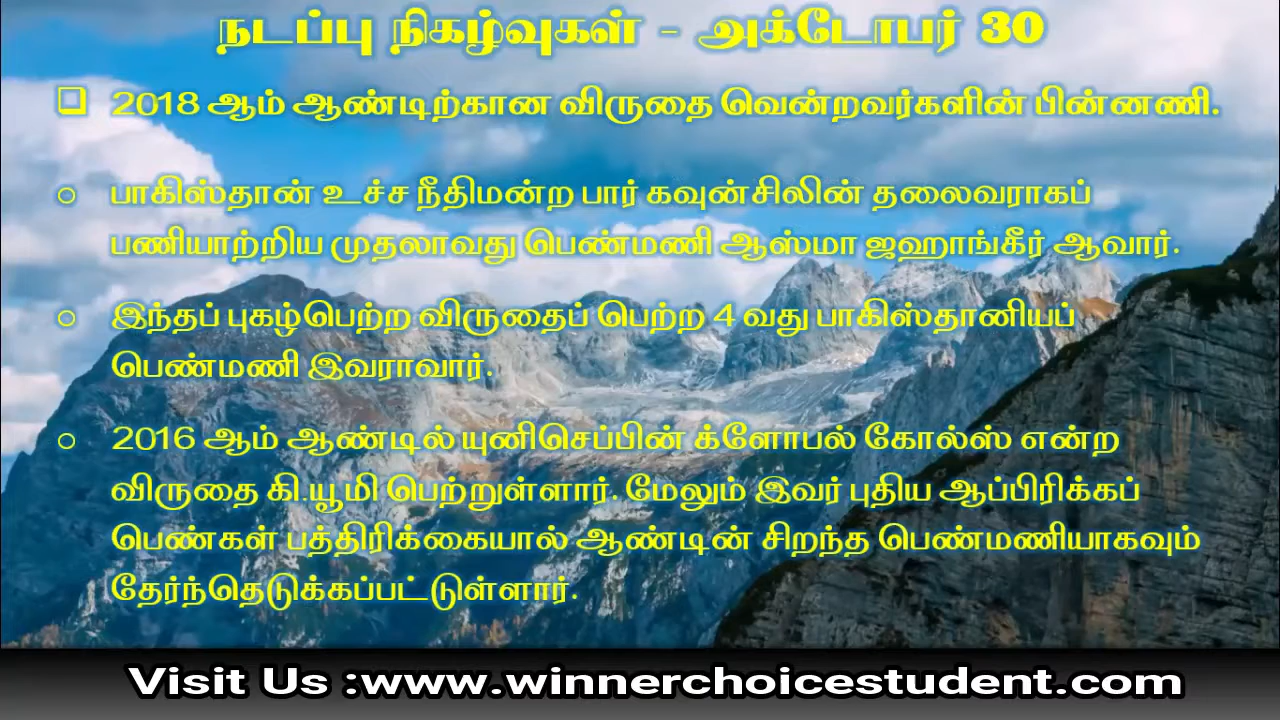 நடப்பு நிகழ்வுகள் - அக்டோபர் 30
2018 ஆம் ஆண்டிற்கான விருதை வென்றவர்களின் பின்னணி.
பாகிஸ்தான் உச்ச நீதிமன்ற பார் கவுன்சிலின் தலைவராகப்
பணியாற்றிய முதலாவது பெண்மணி ஆஸ்மா ஜஹாங்கீர் ஆவார்.
இந்தப் புகழ்பெற்ற விருதைப் பெற்ற 4 வது பாகிஸ்தானியப்
பெண்மணி இவராவார்.
2016 ஆம் ஆண்டில் யுனிசெப்பின் க்ளோபல் கோல்ஸ் என்ற
விருதை கி.யூமி பெற்றுள்ளார். மேலும் இவர் புதிய ஆப்பிரிக்கப்
பெண்கள் பத்திரிக்கையால் ஆண்டின் சிறந்த பெண்மணியாகவும்
தேர்ந்தெடுக்கப்பட்டுள்ளார்.
Visit Us :www.winnerchoicestudent.com